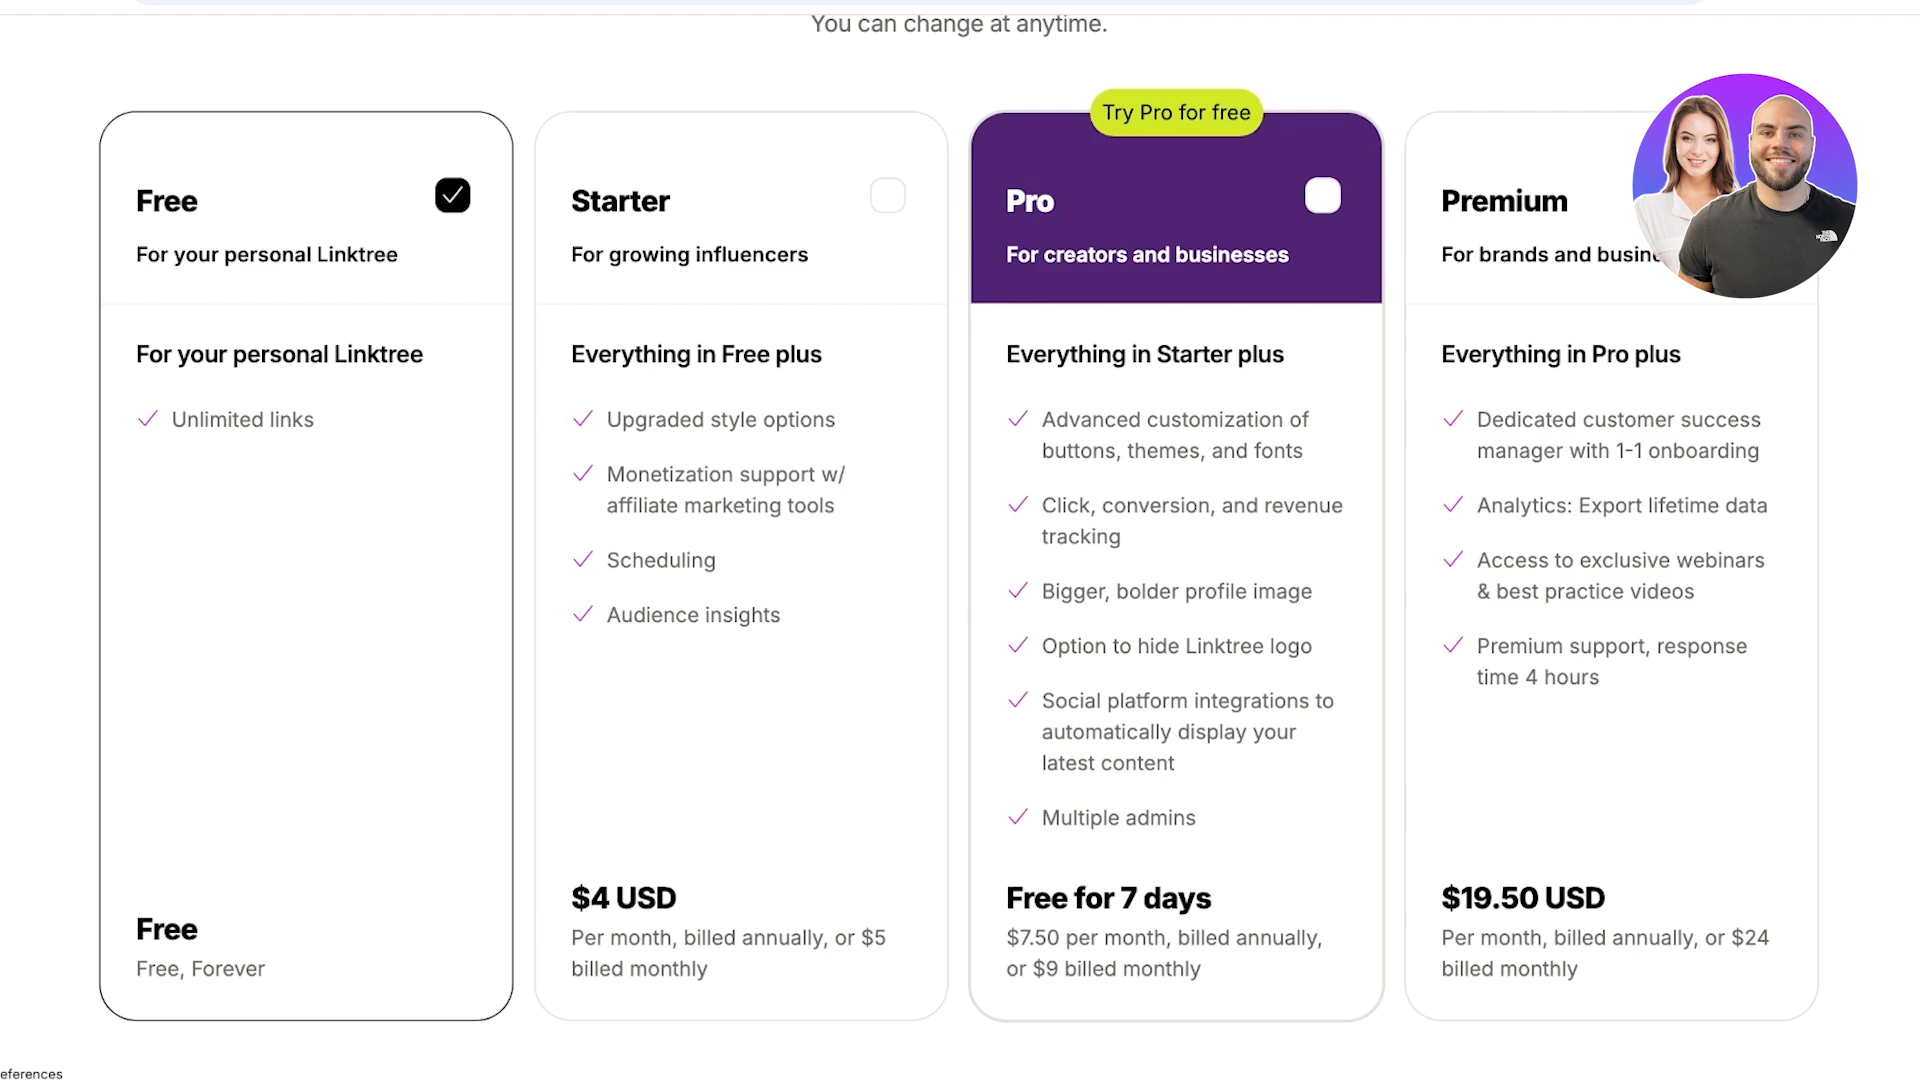 You can change at anytime.
Try Pro for free
Free
For your personal Linktree
For your personal Linktree
Unlimited links
Free
Free, Forever
Starter
For growing influencers
Everything in Free plus
Upgraded style options
Monetization support w/
affiliate marketing tools
Scheduling
Audience insights
$4 USD
Per month, billed annually, or $5
billed monthly
Pro
For creators and businesses
Everything in Starter plus
Advanced customization of
buttons, themes, and fonts
Click, conversion, and revenue
tracking
Bigger, bolder profile image
Option to hide Linktree logo
Social platform integrations to
automatically display your
latest content
Multiple admins
Free for 7 days
$7.50 per month, billed annually,
or $9 billed monthly
Premium
For brands and busin
Everything in Pro plus
Dedicated customer success
manager with 1-1 onboarding
Analytics: Export lifetime data
Access to exclusive webinars
& best practice videos
Premium support, response
time 4 hours
$19.50 USD
Per month, billed annually, or $24
billed monthly
THE
NORTH
FACE
eferences